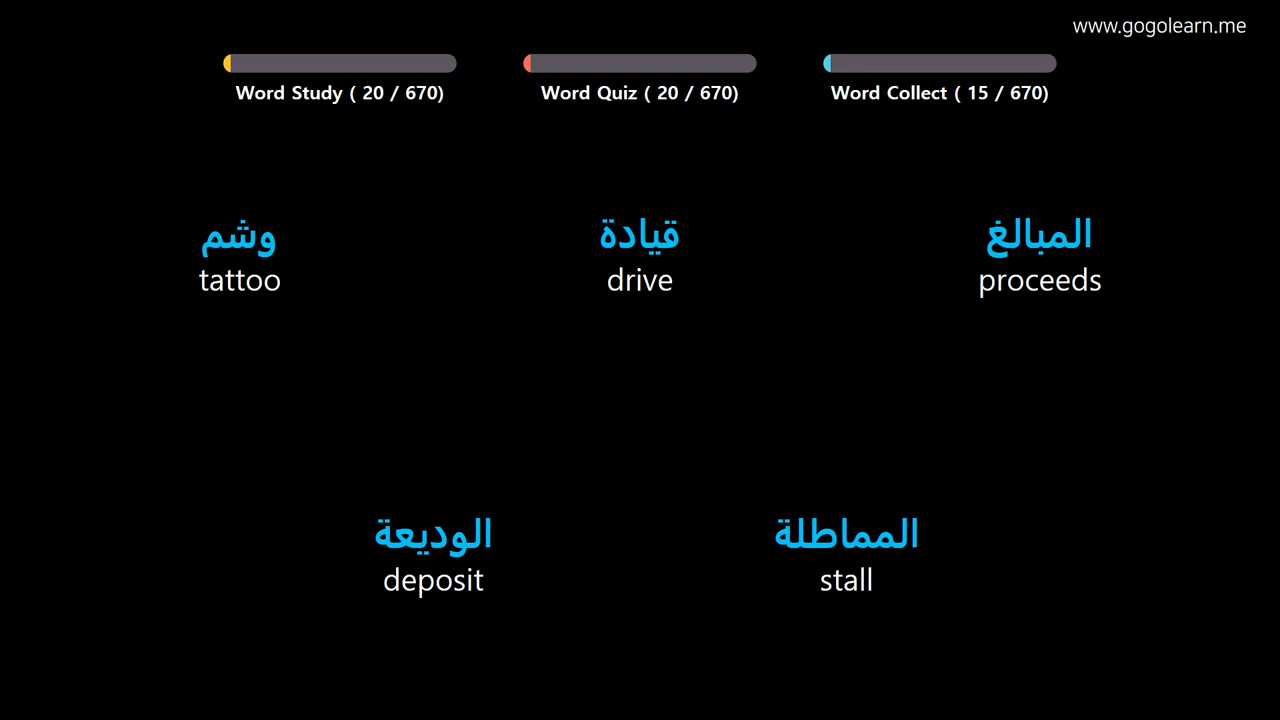 www.gogolearn.me
Word Study ( 20 / 670)
Word Quiz ( 20 / 670)
Word Collect ( 15 / 670)
وشم
tattoo
قيادة
drive
المبالغ
proceeds
الوديعة
deposit
المماطلة
stall